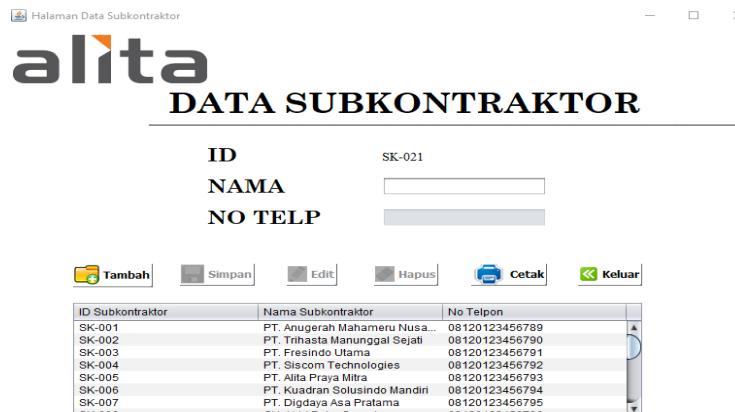 Halaman Data Subkontraktor
alita
DATA SUBKONTRAKTOR
ID SK-021
NAMA
NO TELP
Tambah Simpan Edit Hapus Cetak Keluar
ID Subkontraktor Nama Subkontraktor No Telpon
SK-001 PT. Anugerah Mahameru Nusa... 08120123456789
SK-002 PT. Trihasta Manunggal Sejati 08120123456790
SK-003 PT. Fresindo Utama 08120123456791
SK-004 PT. Siscom Technologies 08120123456792
SK-005 PT. Alita Praya Mitra 08120123456793
SK-006 PT. Kuadran Solusindo Mandiri 08120123456794
SK-007 PT. Digdaya Asa Pratama 08120123456795